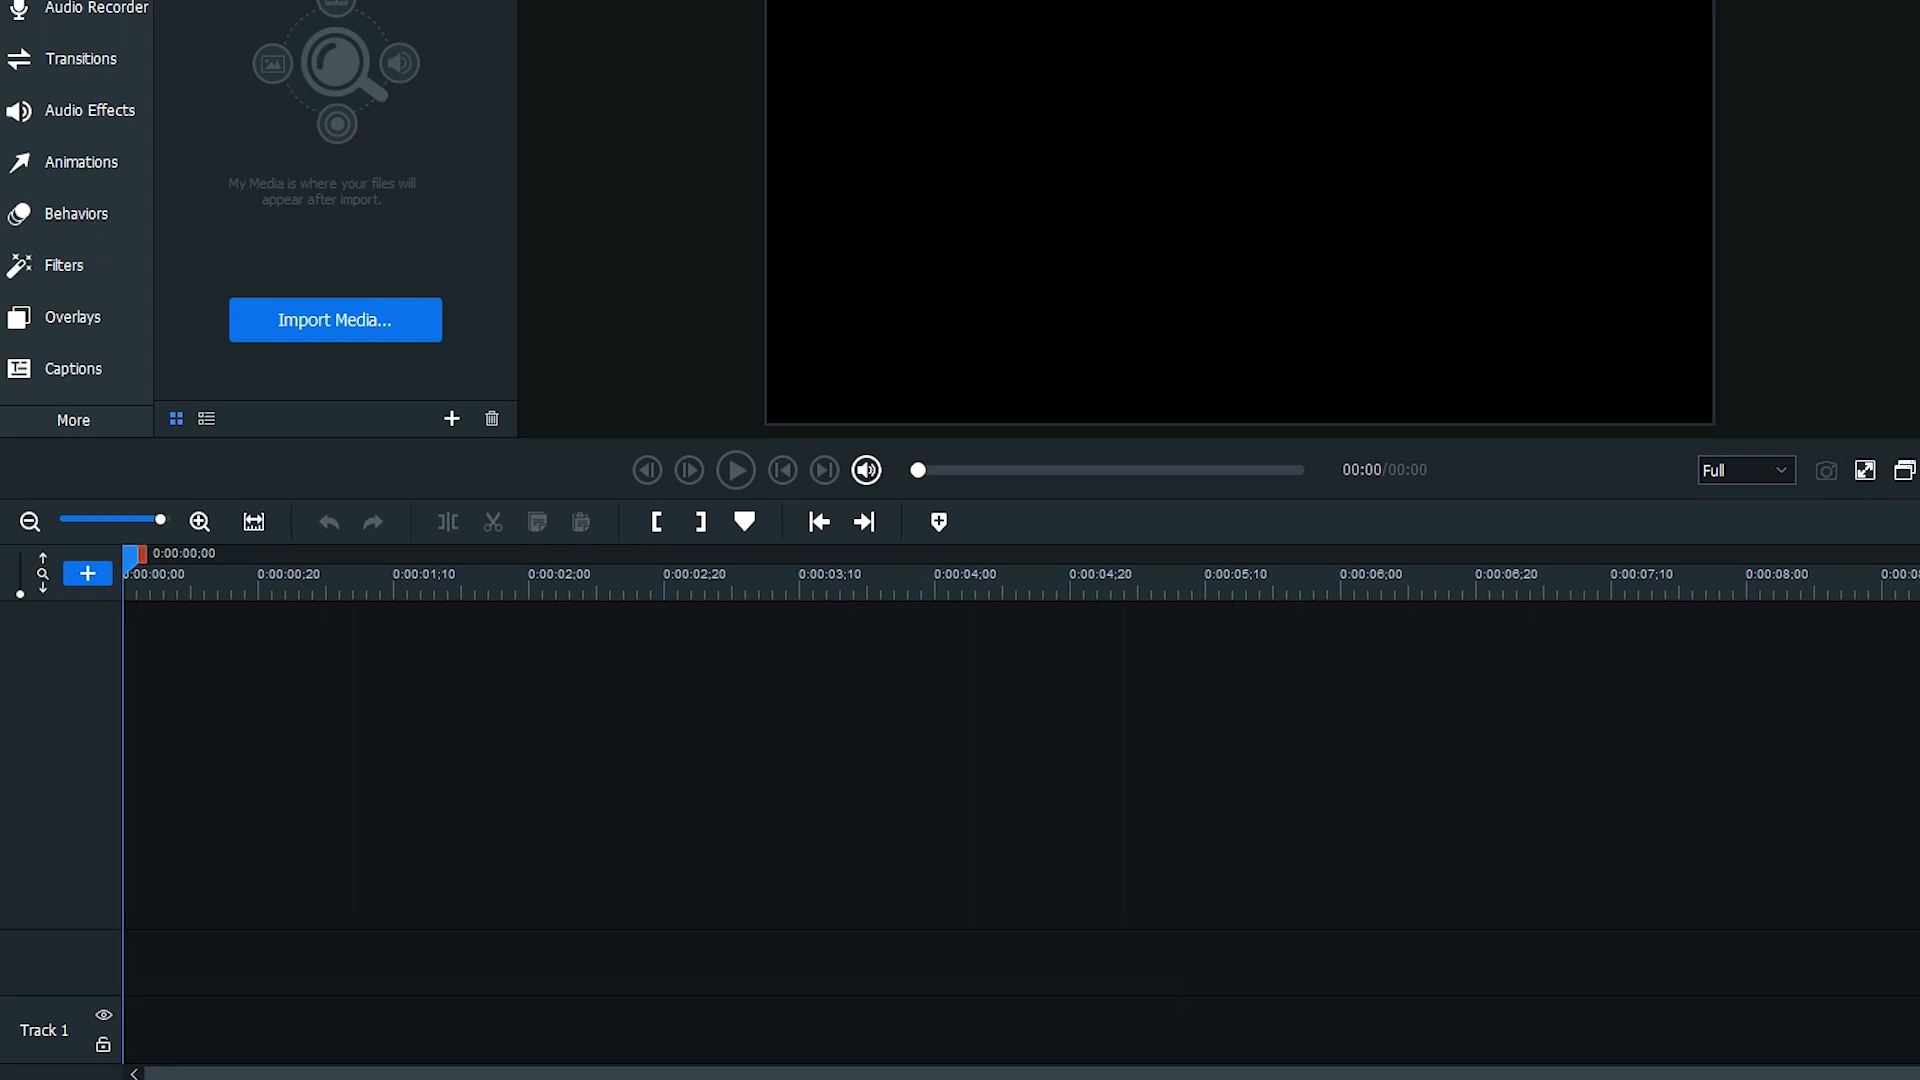 Audio Recorder
Transitions
Audio Effects
Animations
Behaviors
Filters
Overlays
Captions
More
My Media is where your files will
appear after import.
Import Media...
00:00/00:00
Full
0:00:00;00
0:00:00;00 0:00:00;20 0:00:01;10 0:00:02;00 0:00:02;20 0:00:03;10 0:00:04;00 0:00:04;20 0:00:05;10 0:00:06;00 0:00:06;20 0:00:07;10 0:00:08;00
Track 1